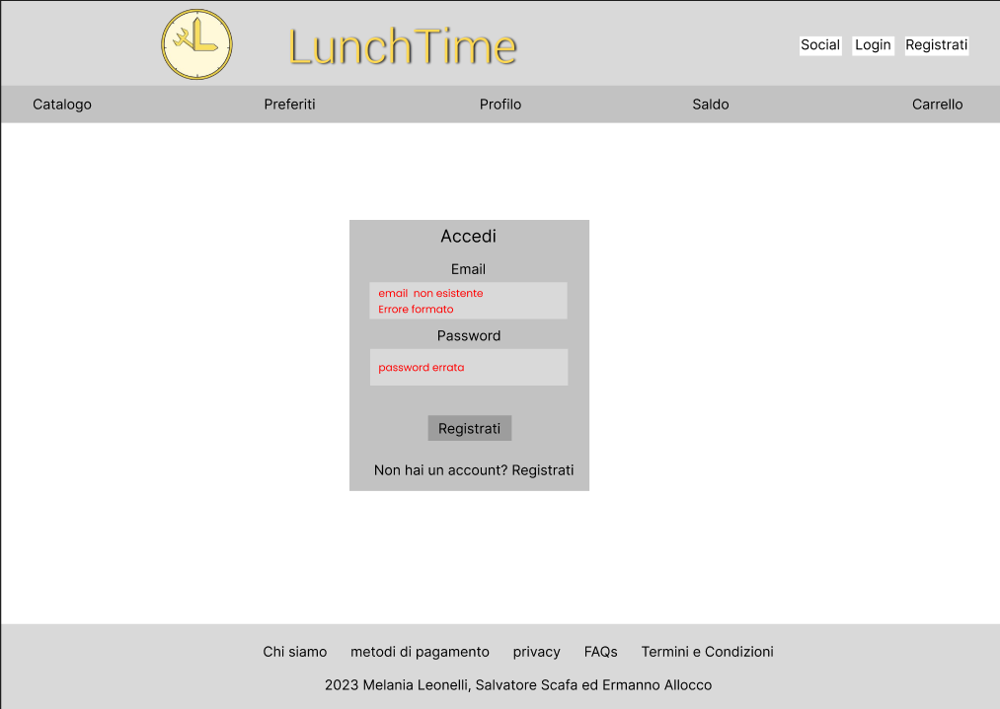 LunchTime
Social Login Registrati
Catalogo Preferiti Profilo Saldo Carrello
Accedi
Email
email non esistente
Errore formato
Password
password errata
Registrati
Non hai un account? Registrati
Chi siamo metodi di pagamento privacy FAQs Termini e Condizioni
2023 Melania Leonelli, Salvatore Scafa ed Ermanno Allocco